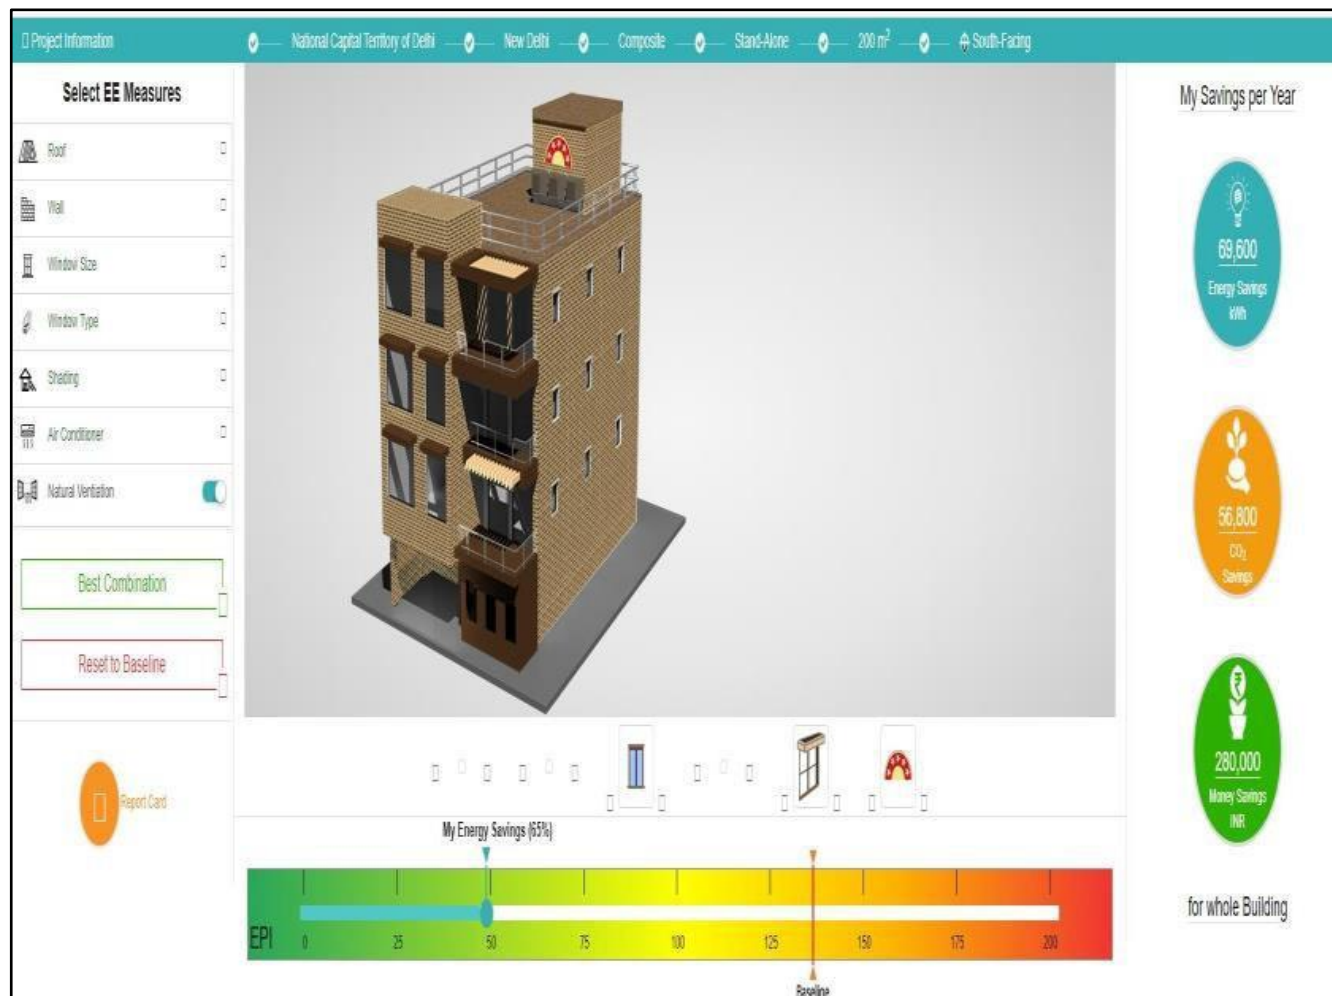 Project Information
National Capital Territory of Delhi
New Delhi
Composite
Stand-Alone
200 m²
South-Facing
Select EE Measures
Roof
Wall
Window Size
Window Type
Shading
Air Conditioner
Natural Ventiation
Best Combination
Reset to Baseline
Report Card
My Savings per Year
69,600
Energy Savings
kWh
56,800
CO₂
Savings
₹
280,000
Money Savings
INR
for whole Building
My Energy Savings (65%)
EPI
0 25 50 75 100 125 150 175 200
Baseline